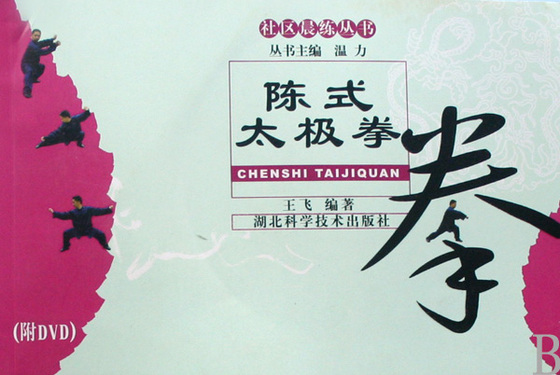 社区晨练丛书
丛书主编 温力
陈式
太极拳
CHENSHI TAIJIQUAN
王飞 编著
湖北科学技术出版社
拳
(附DVD)
B